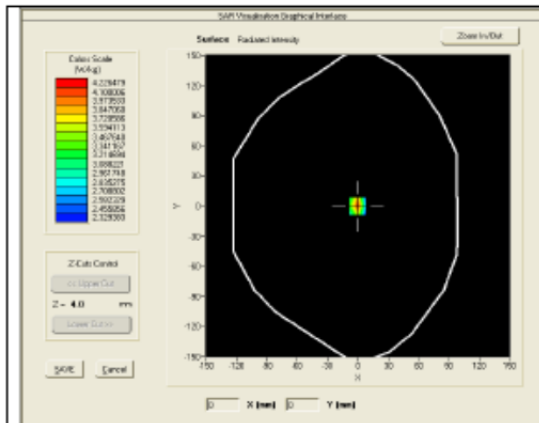 SAR Visualisation Graphical Interface
Surface Radiated Intensity
Zoom In/Out
Colors Scale
(W/kg)
4.226479
4.100006
3.973533
3.847060
3.720586
3.594113
3.467640
3.341167
3.214694
3.088221
2.961748
2.835275
2.708802
2.582329
2.455856
2.329383
Z-Cuts Control
<< Upper Cut
Z = 4.0 mm
SAVE
Cancel
150
120
90
60
30
0
-30
-60
-90
-120
-150
Y
-150 -120 -90 -60 -30 0 30 60 90 120 150
X
0 X (mm) 0 Y (mm)